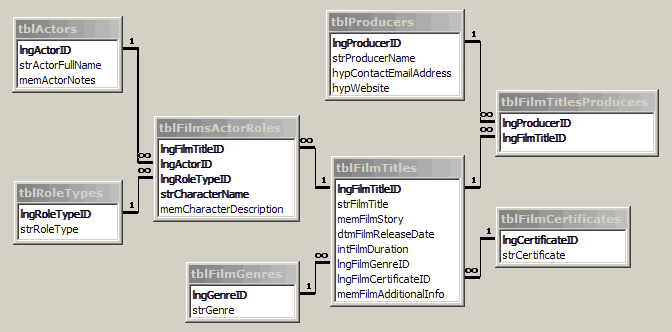 tblActors
lngActorID
strActorFullName
memActorNotes
tblProducers
lngProducerID
strProducerName
hypContactEmailAddress
hypWebsite
tblFilmTitlesProducers
lngProducerID
lngFilmTitleID
tblFilmsActorRoles
lngFilmTitleID
lngActorID
lngRoleTypeID
strCharacterName
memCharacterDescription
tblRoleTypes
lngRoleTypeID
strRoleType
tblFilmTitles
lngFilmTitleID
strFilmTitle
memFilmStory
dtmFilmReleaseDate
intFilmDuration
lngFilmGenreID
lngFilmCertificateID
memFilmAdditionalInfo
tblFilmCertificates
lngCertificateID
strCertificate
tblFilmGenres
lngGenreID
strGenre
1
∞
1
∞
1
∞
1
∞
1
∞
1
∞
1
∞